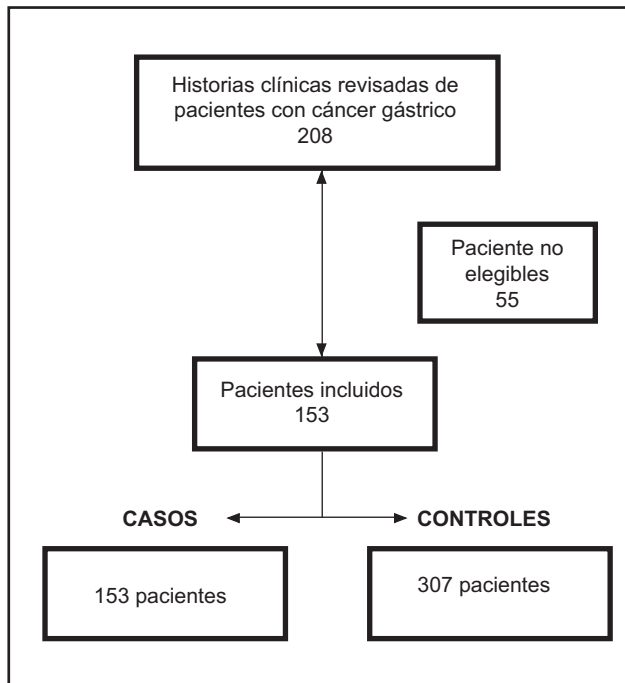 Historias clínicas revisadas de
pacientes con cáncer gástrico
208
Paciente no
elegibles
55
Pacientes incluidos
153
CASOS
CONTROLES
153 pacientes
307 pacientes